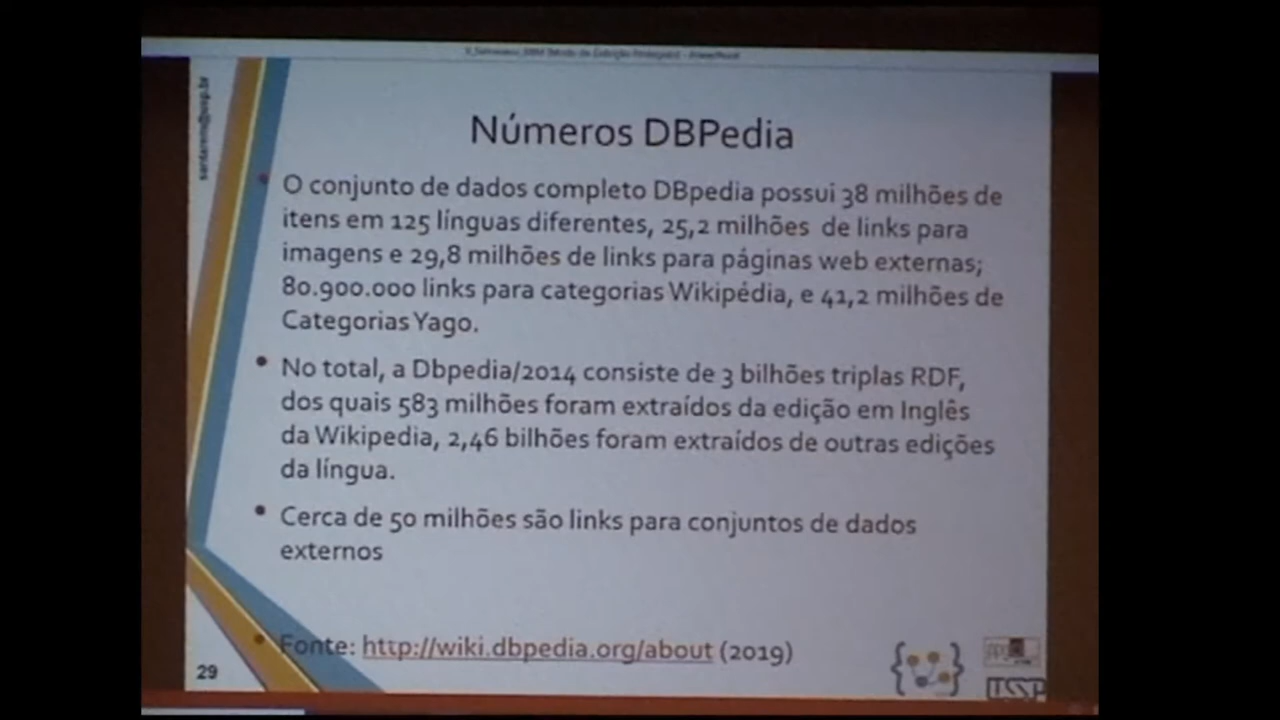 Números DBPedia
O conjunto de dados completo DBpedia possui 38 milhões de
itens em 125 línguas diferentes, 25,2 milhões de links para
imagens e 29,8 milhões de links para páginas web externas;
80.900.000 links para categorias Wikipédia, e 41,2 milhões de
Categorias Yago.
No total, a Dbpedia/2014 consiste de 3 bilhões triplas RDF,
dos quais 583 milhões foram extraídos da edição em Inglês
da Wikipedia, 2,46 bilhões foram extraídos de outras edições
da língua.
Cerca de 50 milhões são links para conjuntos de dados
externos
Fonte: http://wiki.dbpedia.org/about (2019)
29